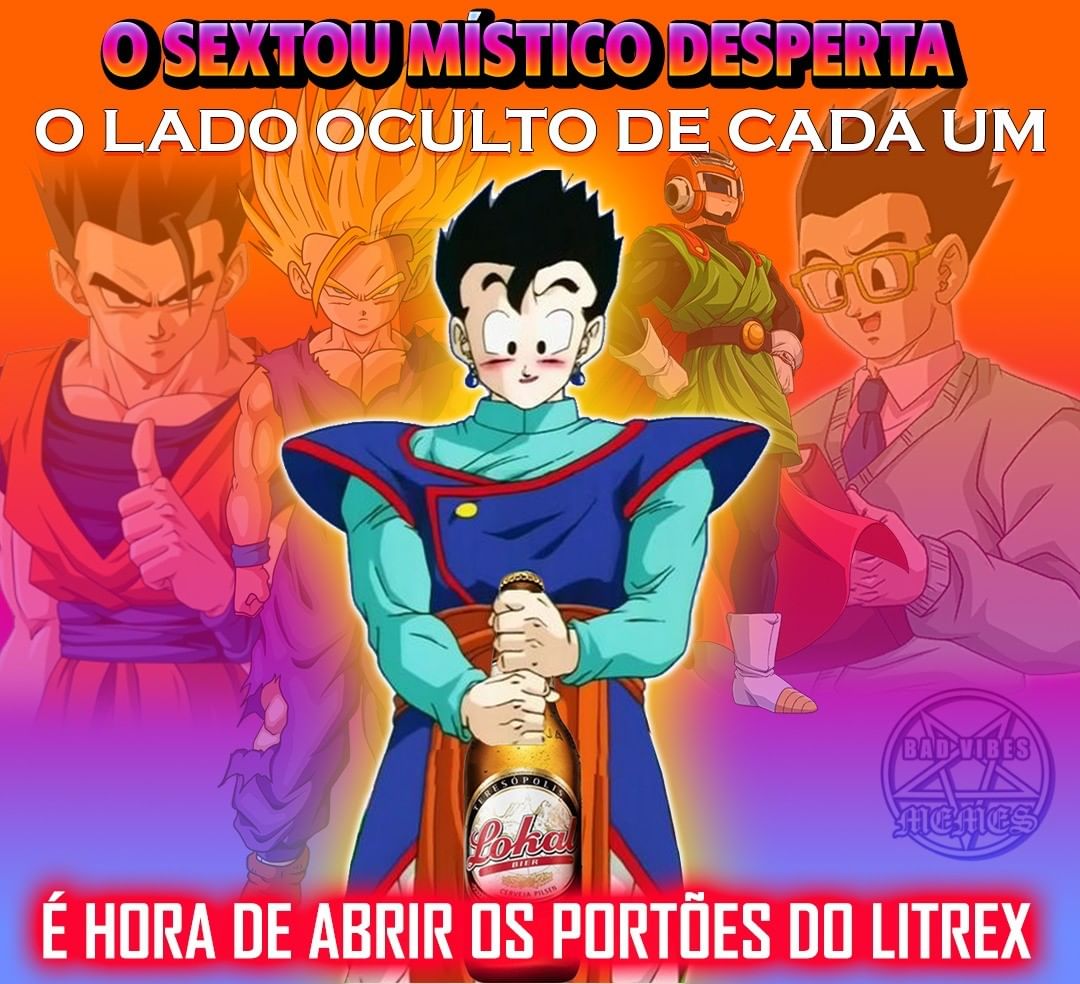 O SEXTOU MÍSTICO DESPERTA
O LADO OCULTO DE CADA UM
TERESÓPOLIS
Lokal
BIER
CERVEJA PILSEN
BAD VIBES
MEMES
É HORA DE ABRIR OS PORTÕES DO LITREX